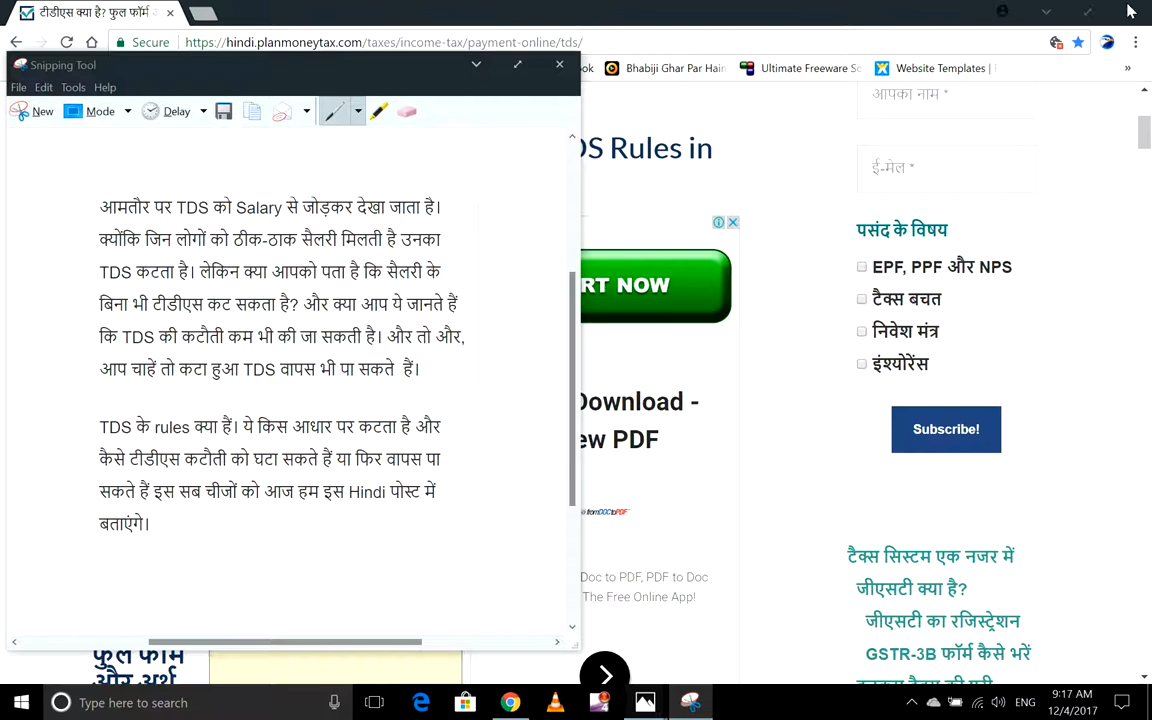 टीडीएस क्या है? फुल फॉर्म
Secure https://hindi.planmoneytax.com/taxes/income-tax/payment-online/tds/
Snipping Tool
File Edit Tools Help
New Mode Delay
ok Bhabiji Ghar Par Hain Ultimate Freeware Sc Website Templates |
आमतौर पर TDS को Salary से जोड़कर देखा जाता है।
क्योंकि जिन लोगों को ठीक-ठाक सैलरी मिलती है उनका
TDS कटता है। लेकिन क्या आपको पता है कि सैलरी के
बिना भी टीडीएस कट सकता है? और क्या आप ये जानते हैं
कि TDS की कटौती कम भी की जा सकती है। और तो और,
आप चाहें तो कटा हुआ TDS वापस भी पा सकते हैं।
TDS के rules क्या हैं। ये किस आधार पर कटता है और
कैसे टीडीएस कटौती को घटा सकते हैं या फिर वापस पा
सकते हैं इस सब चीजों को आज हम इस Hindi पोस्ट में
बताएंगे।
DS Rules in
RT NOW
Download -
ew PDF
from DOCtoPDF
Doc to PDF, PDF to Doc
The Free Online App!
आपका नाम *
ई-मेल *
पसंद के विषय
EPF, PPF और NPS
टैक्स बचत
निवेश मंत्र
इंश्योरेंस
Subscribe!
टैक्स सिस्टम एक नजर में
जीएसटी क्या है?
जीएसटी का रजिस्ट्रेशन
GSTR-3B फॉर्म कैसे भरें
फुल फॉर्म
और अर्थ
Type here to search
ENG
9:17 AM
12/4/2017